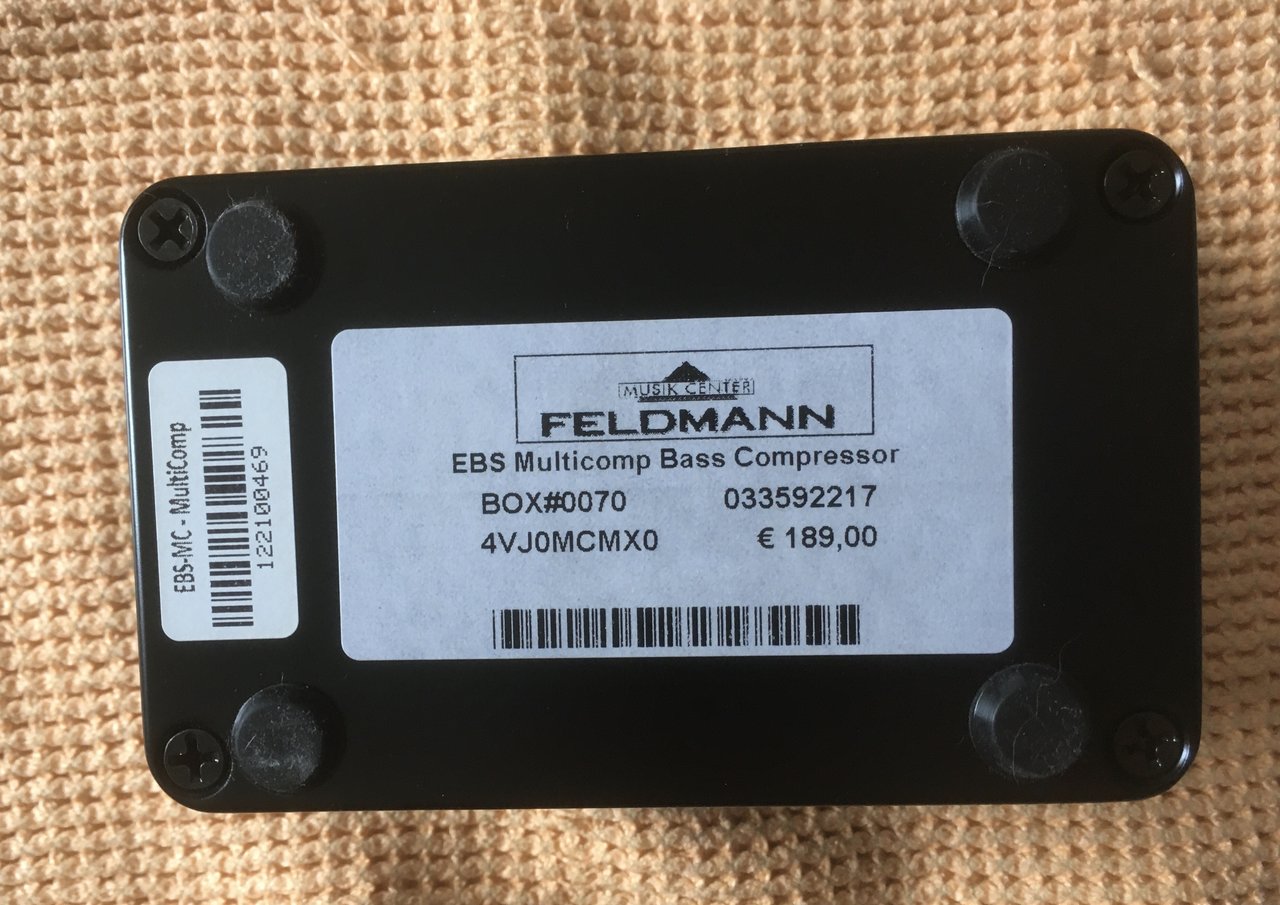 MUSIK CENTER
FELDMANN
EBS Multicomp Bass Compressor
BOX#0070 033592217
4VJ0MCMX0 € 189,00
EBS-MC - MultiComp
122100469